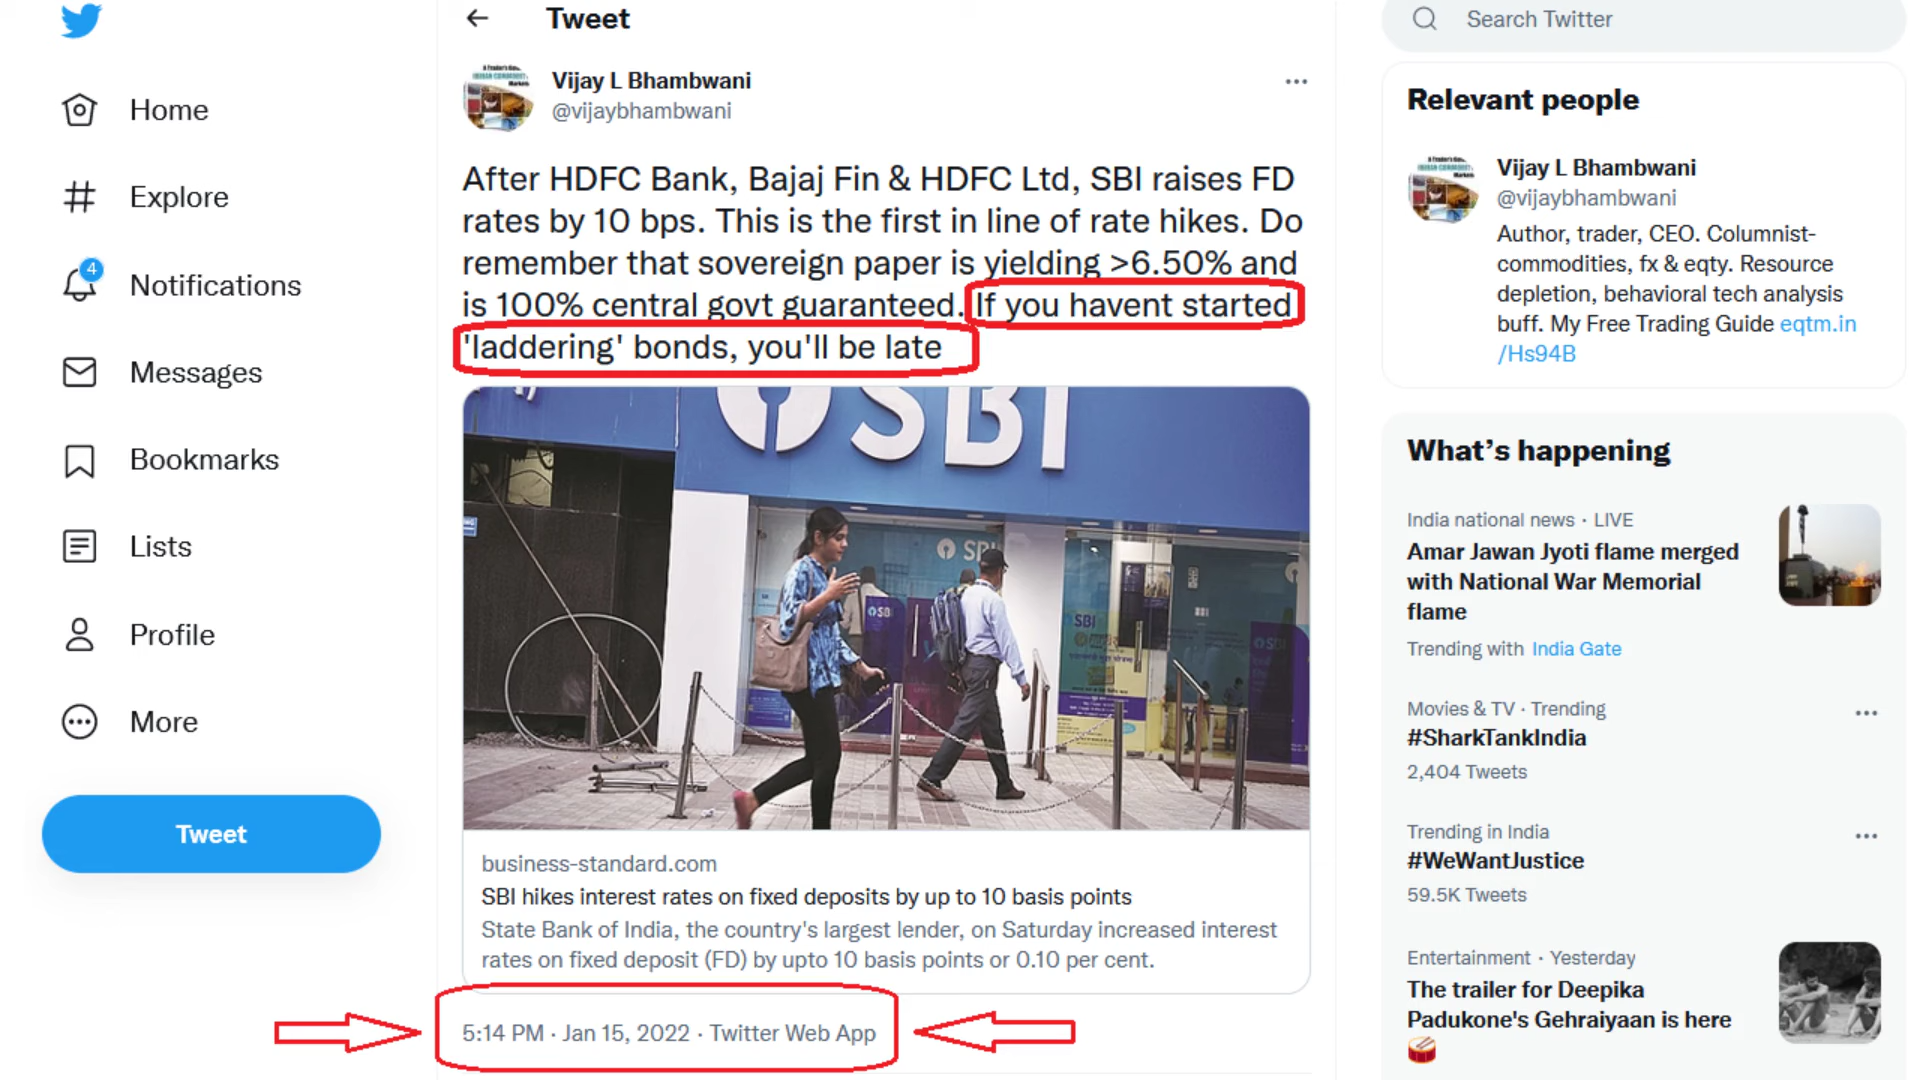 Home
Explore
4
Notifications
Messages
Bookmarks
Lists
Profile
More
Tweet
Tweet
Vijay L Bhambwani
@vijaybhambwani
After HDFC Bank, Bajaj Fin & HDFC Ltd, SBI raises FD
rates by 10 bps. This is the first in line of rate hikes. Do
remember that sovereign paper is yielding >6.50% and
is 100% central govt guaranteed. If you havent started
'laddering' bonds, you'll be late
SBI
SBI
SBI
SBI
SBI
business-standard.com
SBI hikes interest rates on fixed deposits by up to 10 basis points
State Bank of India, the country's largest lender, on Saturday increased interest
rates on fixed deposit (FD) by upto 10 basis points or 0.10 per cent.
5:14 PM · Jan 15, 2022 · Twitter Web App
Search Twitter
Relevant people
Vijay L Bhambwani
@vijaybhambwani
Author, trader, CEO. Columnist-
commodities, fx & eqty. Resource
depletion, behavioral tech analysis
buff. My Free Trading Guide eqtm.in
/Hs94B
What's happening
India national news · LIVE
Amar Jawan Jyoti flame merged
with National War Memorial
flame
Trending with India Gate
Movies & TV · Trending
#SharkTankIndia
2,404 Tweets
Trending in India
#WeWantJustice
59.5K Tweets
Entertainment · Yesterday
The trailer for Deepika
Padukone's Gehraiyaan is here